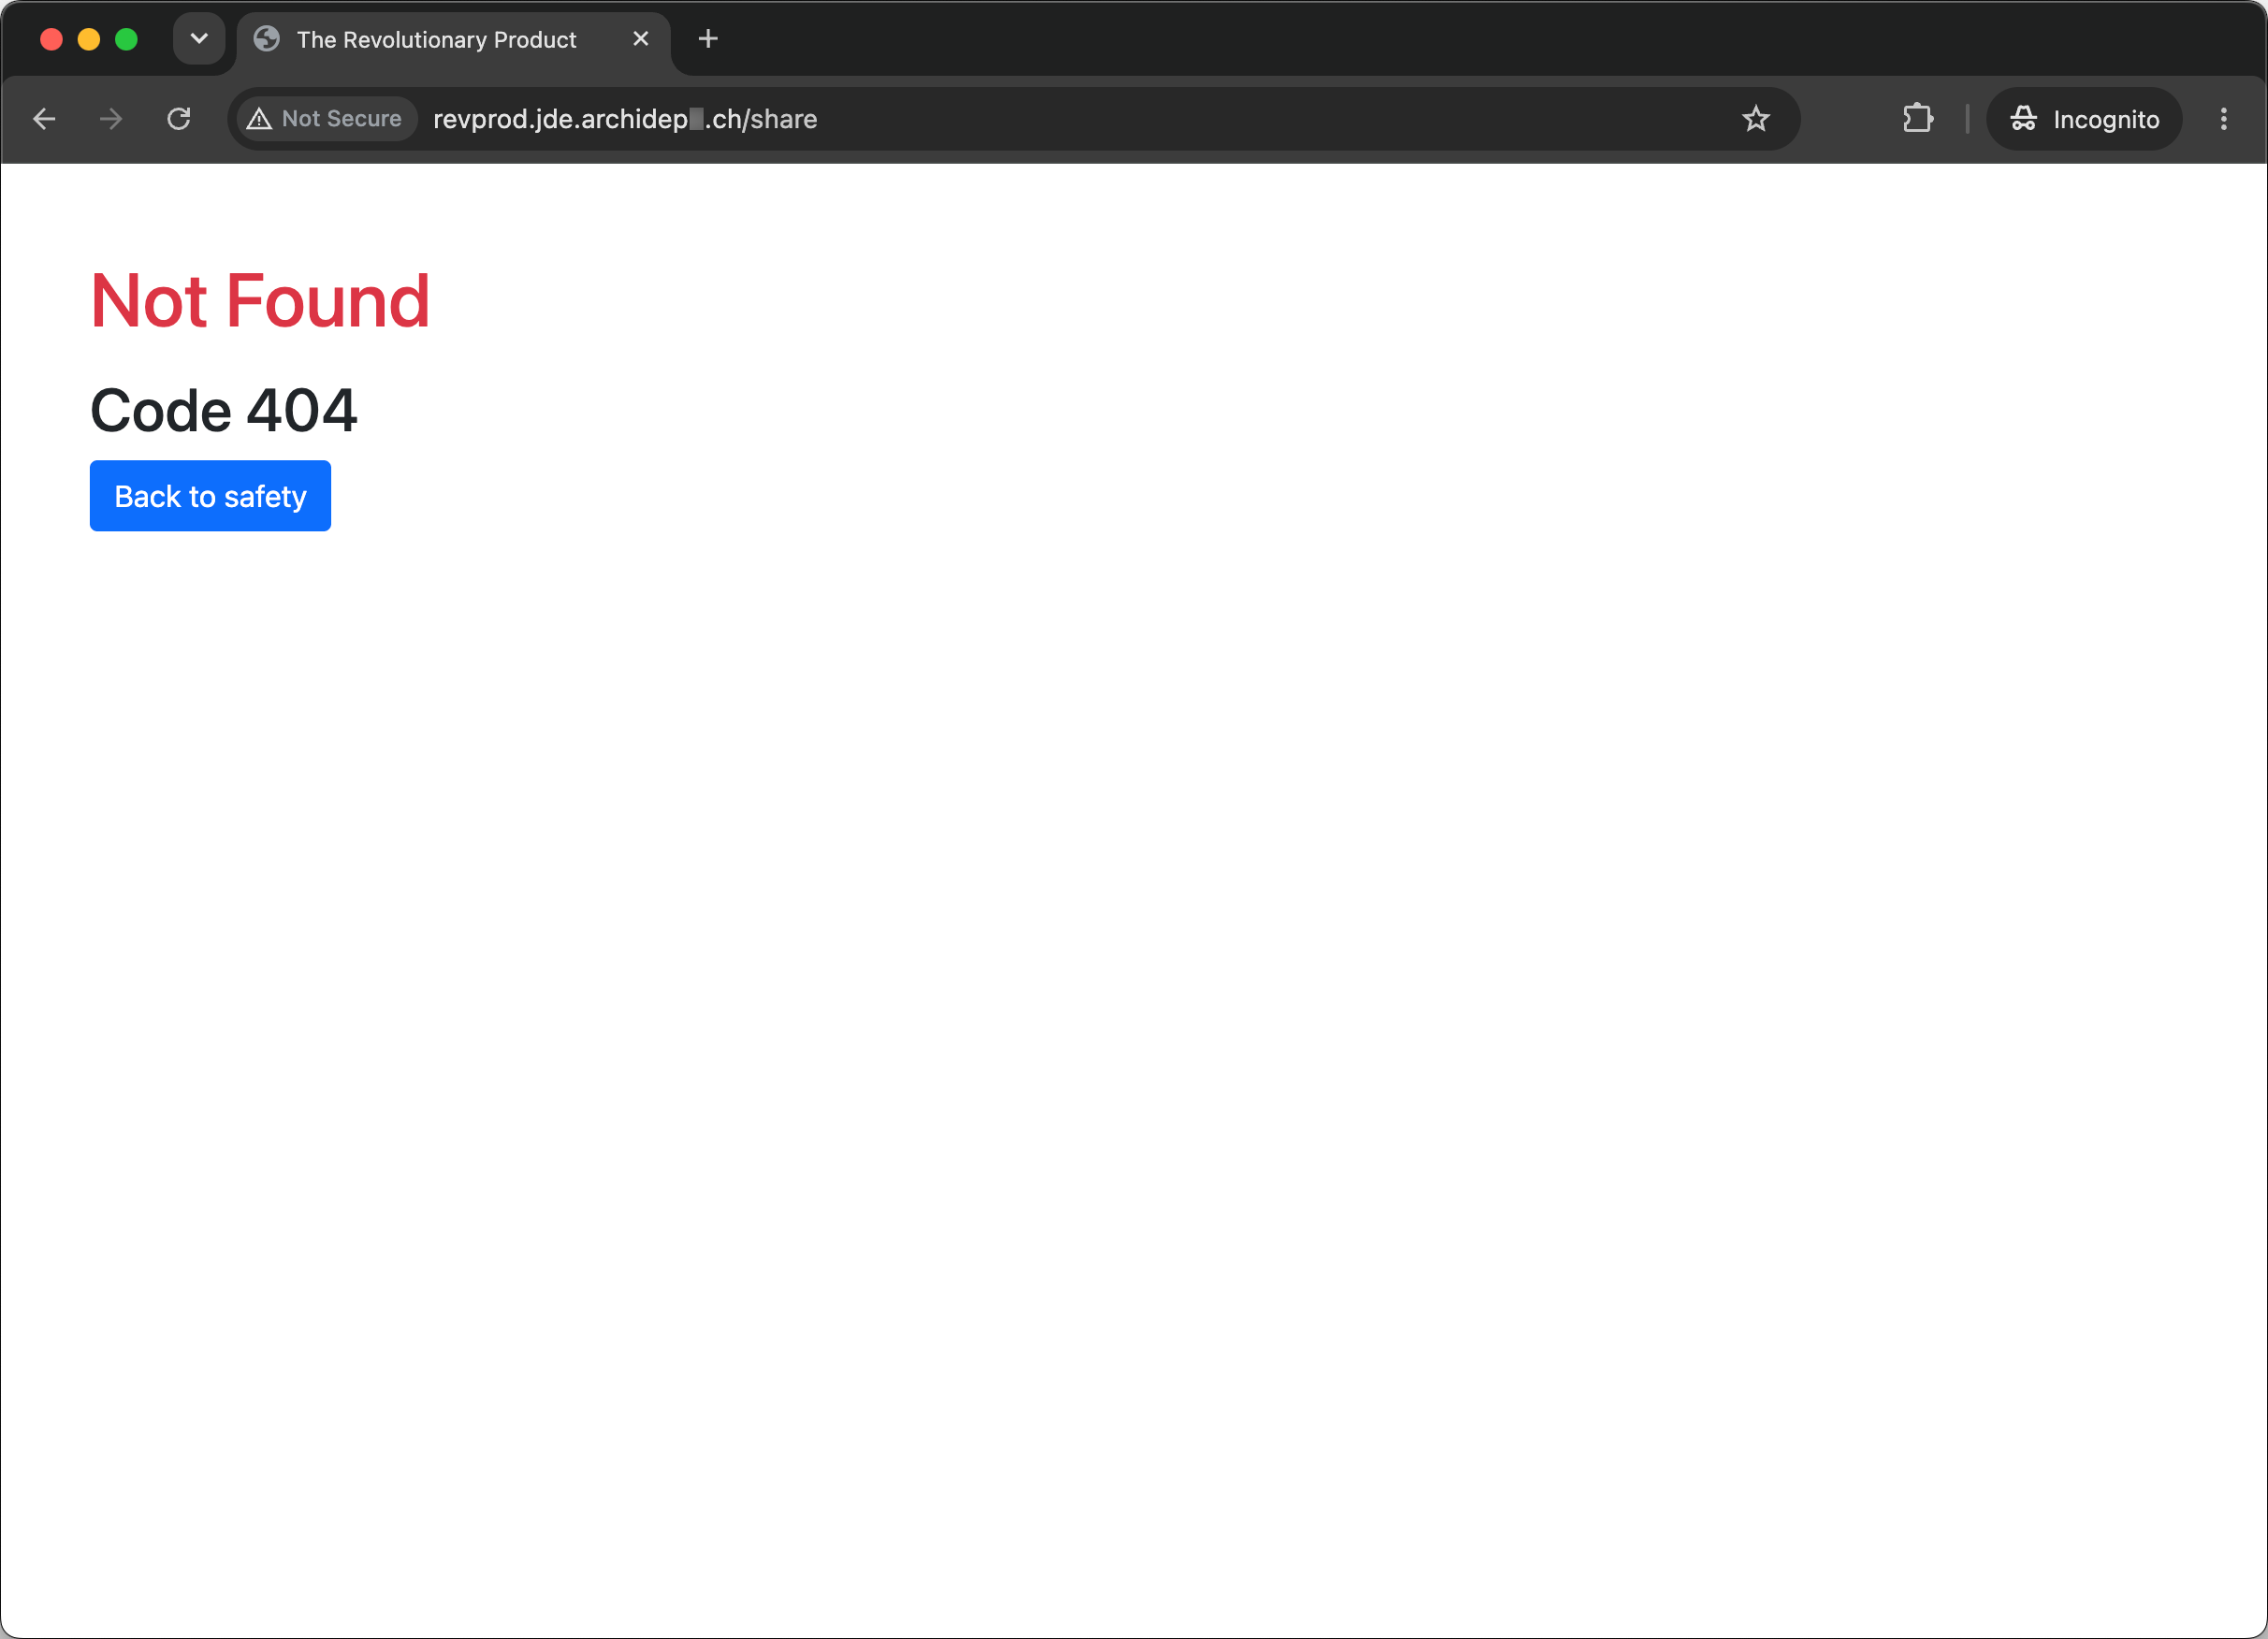 The Revolutionary Product
Not Secure
revprod.jde.archidep .ch/share
Incognito
Not Found
Code 404
Back to safety